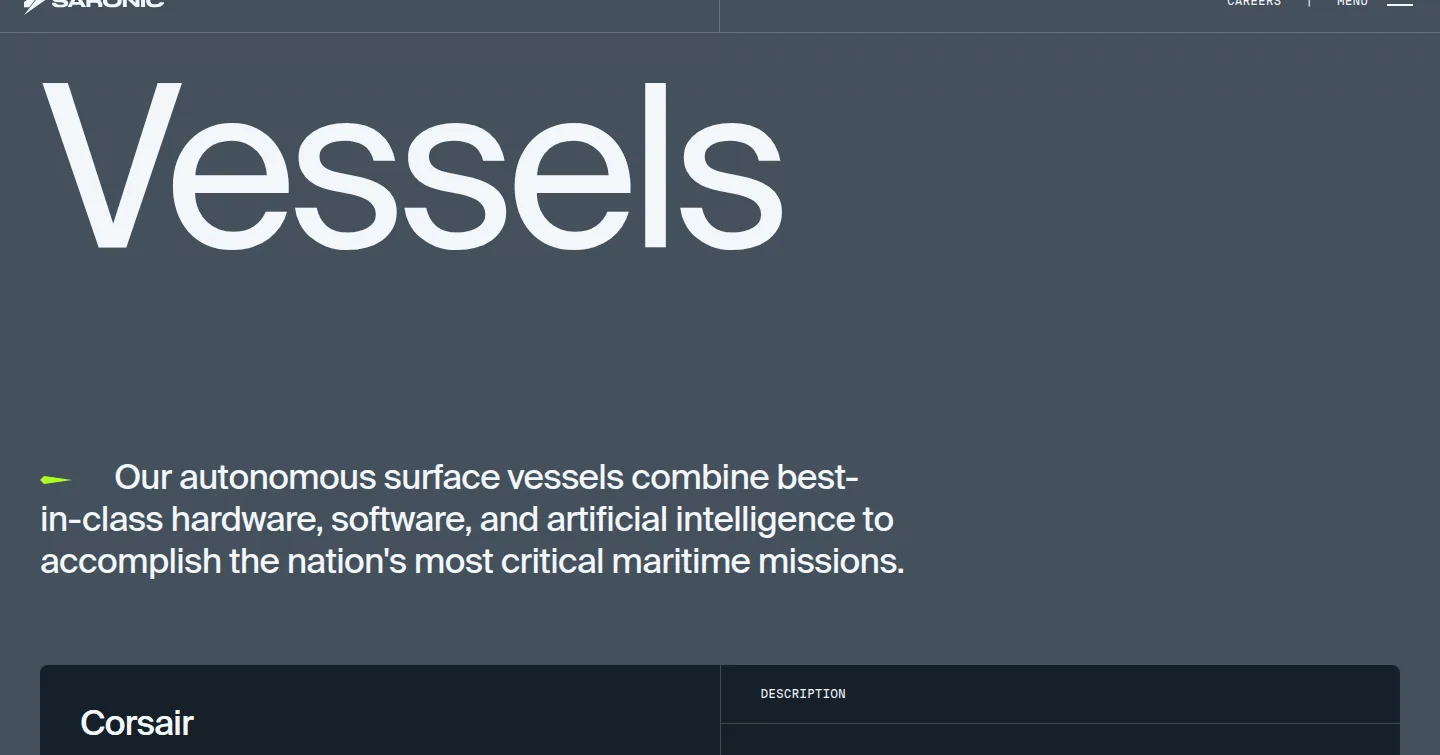 SARONIC
CAREERS | MENU
Vessels
Our autonomous surface vessels combine best-
in-class hardware, software, and artificial intelligence to
accomplish the nation's most critical maritime missions.
Corsair
DESCRIPTION